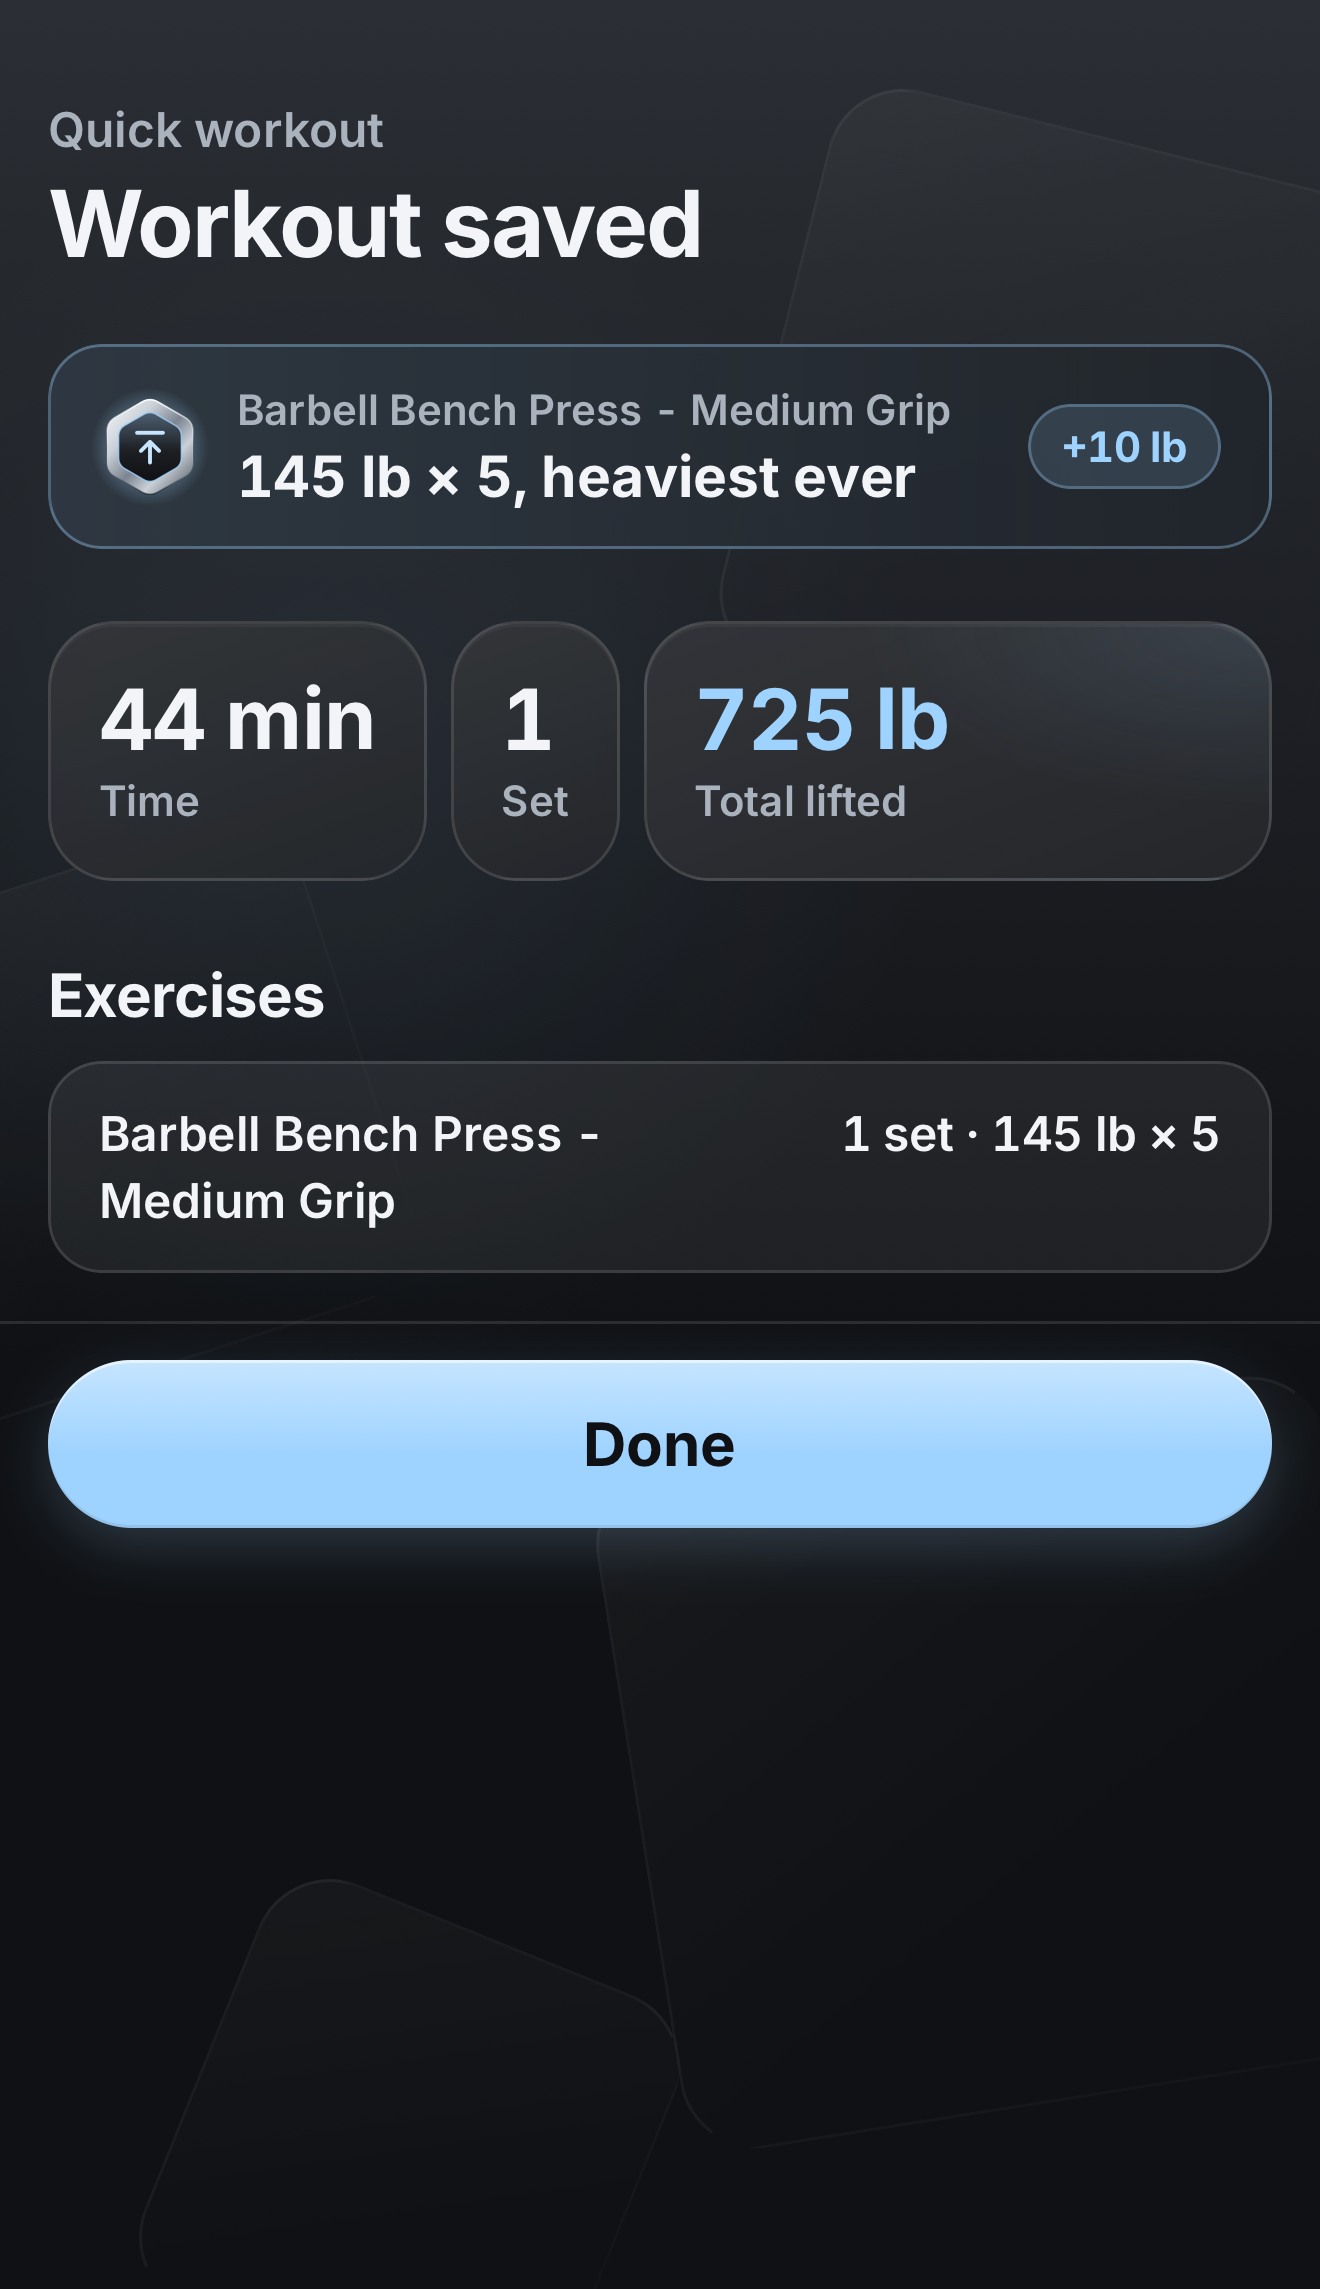 Quick workout
Workout saved
Barbell Bench Press - Medium Grip
145 lb × 5, heaviest ever
+10 lb
44 min
Time
1
Set
725 lb
Total lifted
Exercises
Barbell Bench Press -
Medium Grip
1 set · 145 lb × 5
Done